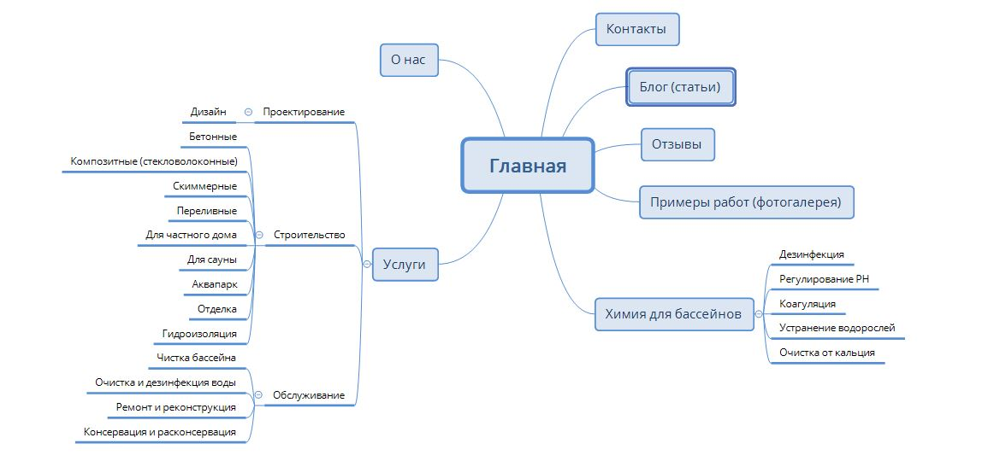 Контакты
О нас
Блог (статьи)
Дизайн
Проектирование
Бетонные
Отзывы
Композитные (стекловолоконные)
Главная
Скиммерные
Примеры работ (фотогалерея)
Переливные
Для частного дома
Строительство
Дезинфекция
Для сауны
Услуги
Регулирование РН
Аквапарк
Коагуляция
Отделка
Химия для бассейнов
Устранение водорослей
Гидроизоляция
Очистка от кальция
Чистка бассейна
Очистка и дезинфекция воды
Обслуживание
Ремонт и реконструкция
Консервация и расконсервация